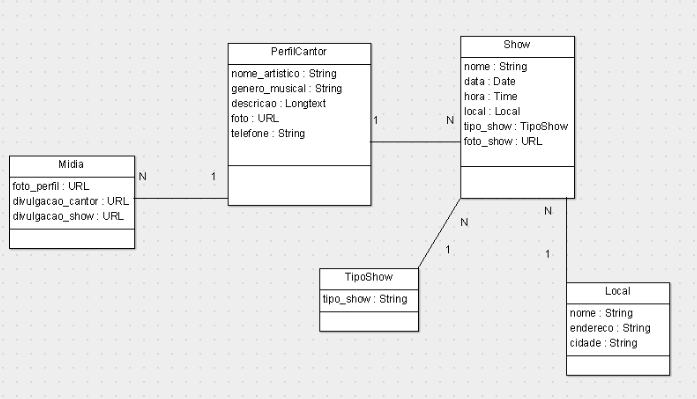 PerfilCantor
nome_artistico : String
genero_musical : String
descricao : Longtext
foto : URL
telefone : String
Show
nome : String
data : Date
hora : Time
local : Local
tipo_show : TipoShow
foto_show : URL
1
N
Midia
foto_perfil : URL
divulgacao_cantor : URL
divulgacao_show : URL
N
1
N
1
N
1
TipoShow
tipo_show : String
Local
nome : String
endereco : String
cidade : String